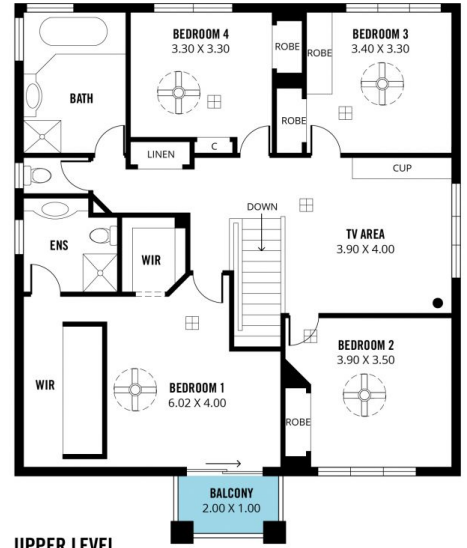 BEDROOM 4
3.30 X 3.30
ROBE
ROBE
BEDROOM 3
3.40 X 3.30
BATH
ROBE
LINEN
C
CUP
DOWN
TV AREA
3.90 X 4.00
ENS
WIR
BEDROOM 2
3.90 X 3.50
WIR
BEDROOM 1
6.02 X 4.00
ROBE
BALCONY
2.00 X 1.00
UPPER LEVEL